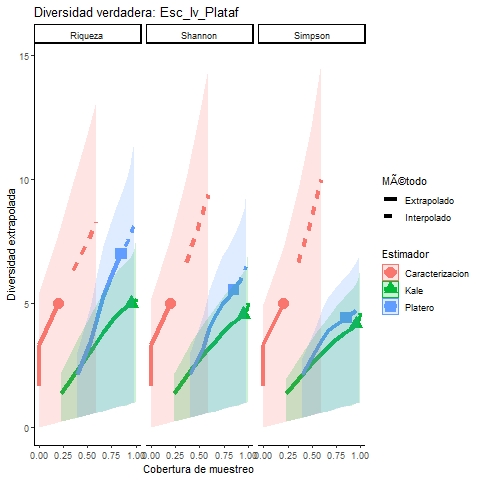 Diversidad verdadera: Esc_lv_Plataf
Riqueza
Shannon
Simpson
15
10
5
0
0.00 0.25 0.50 0.75 1.00
0.00 0.25 0.50 0.75 1.00
0.00 0.25 0.50 0.75 1.00
Cobertura de muestreo
Diversidad extrapolada
MÃ©todo
Extrapolado
Interpolado
Estimador
Caracterizacion
Kale
Platero